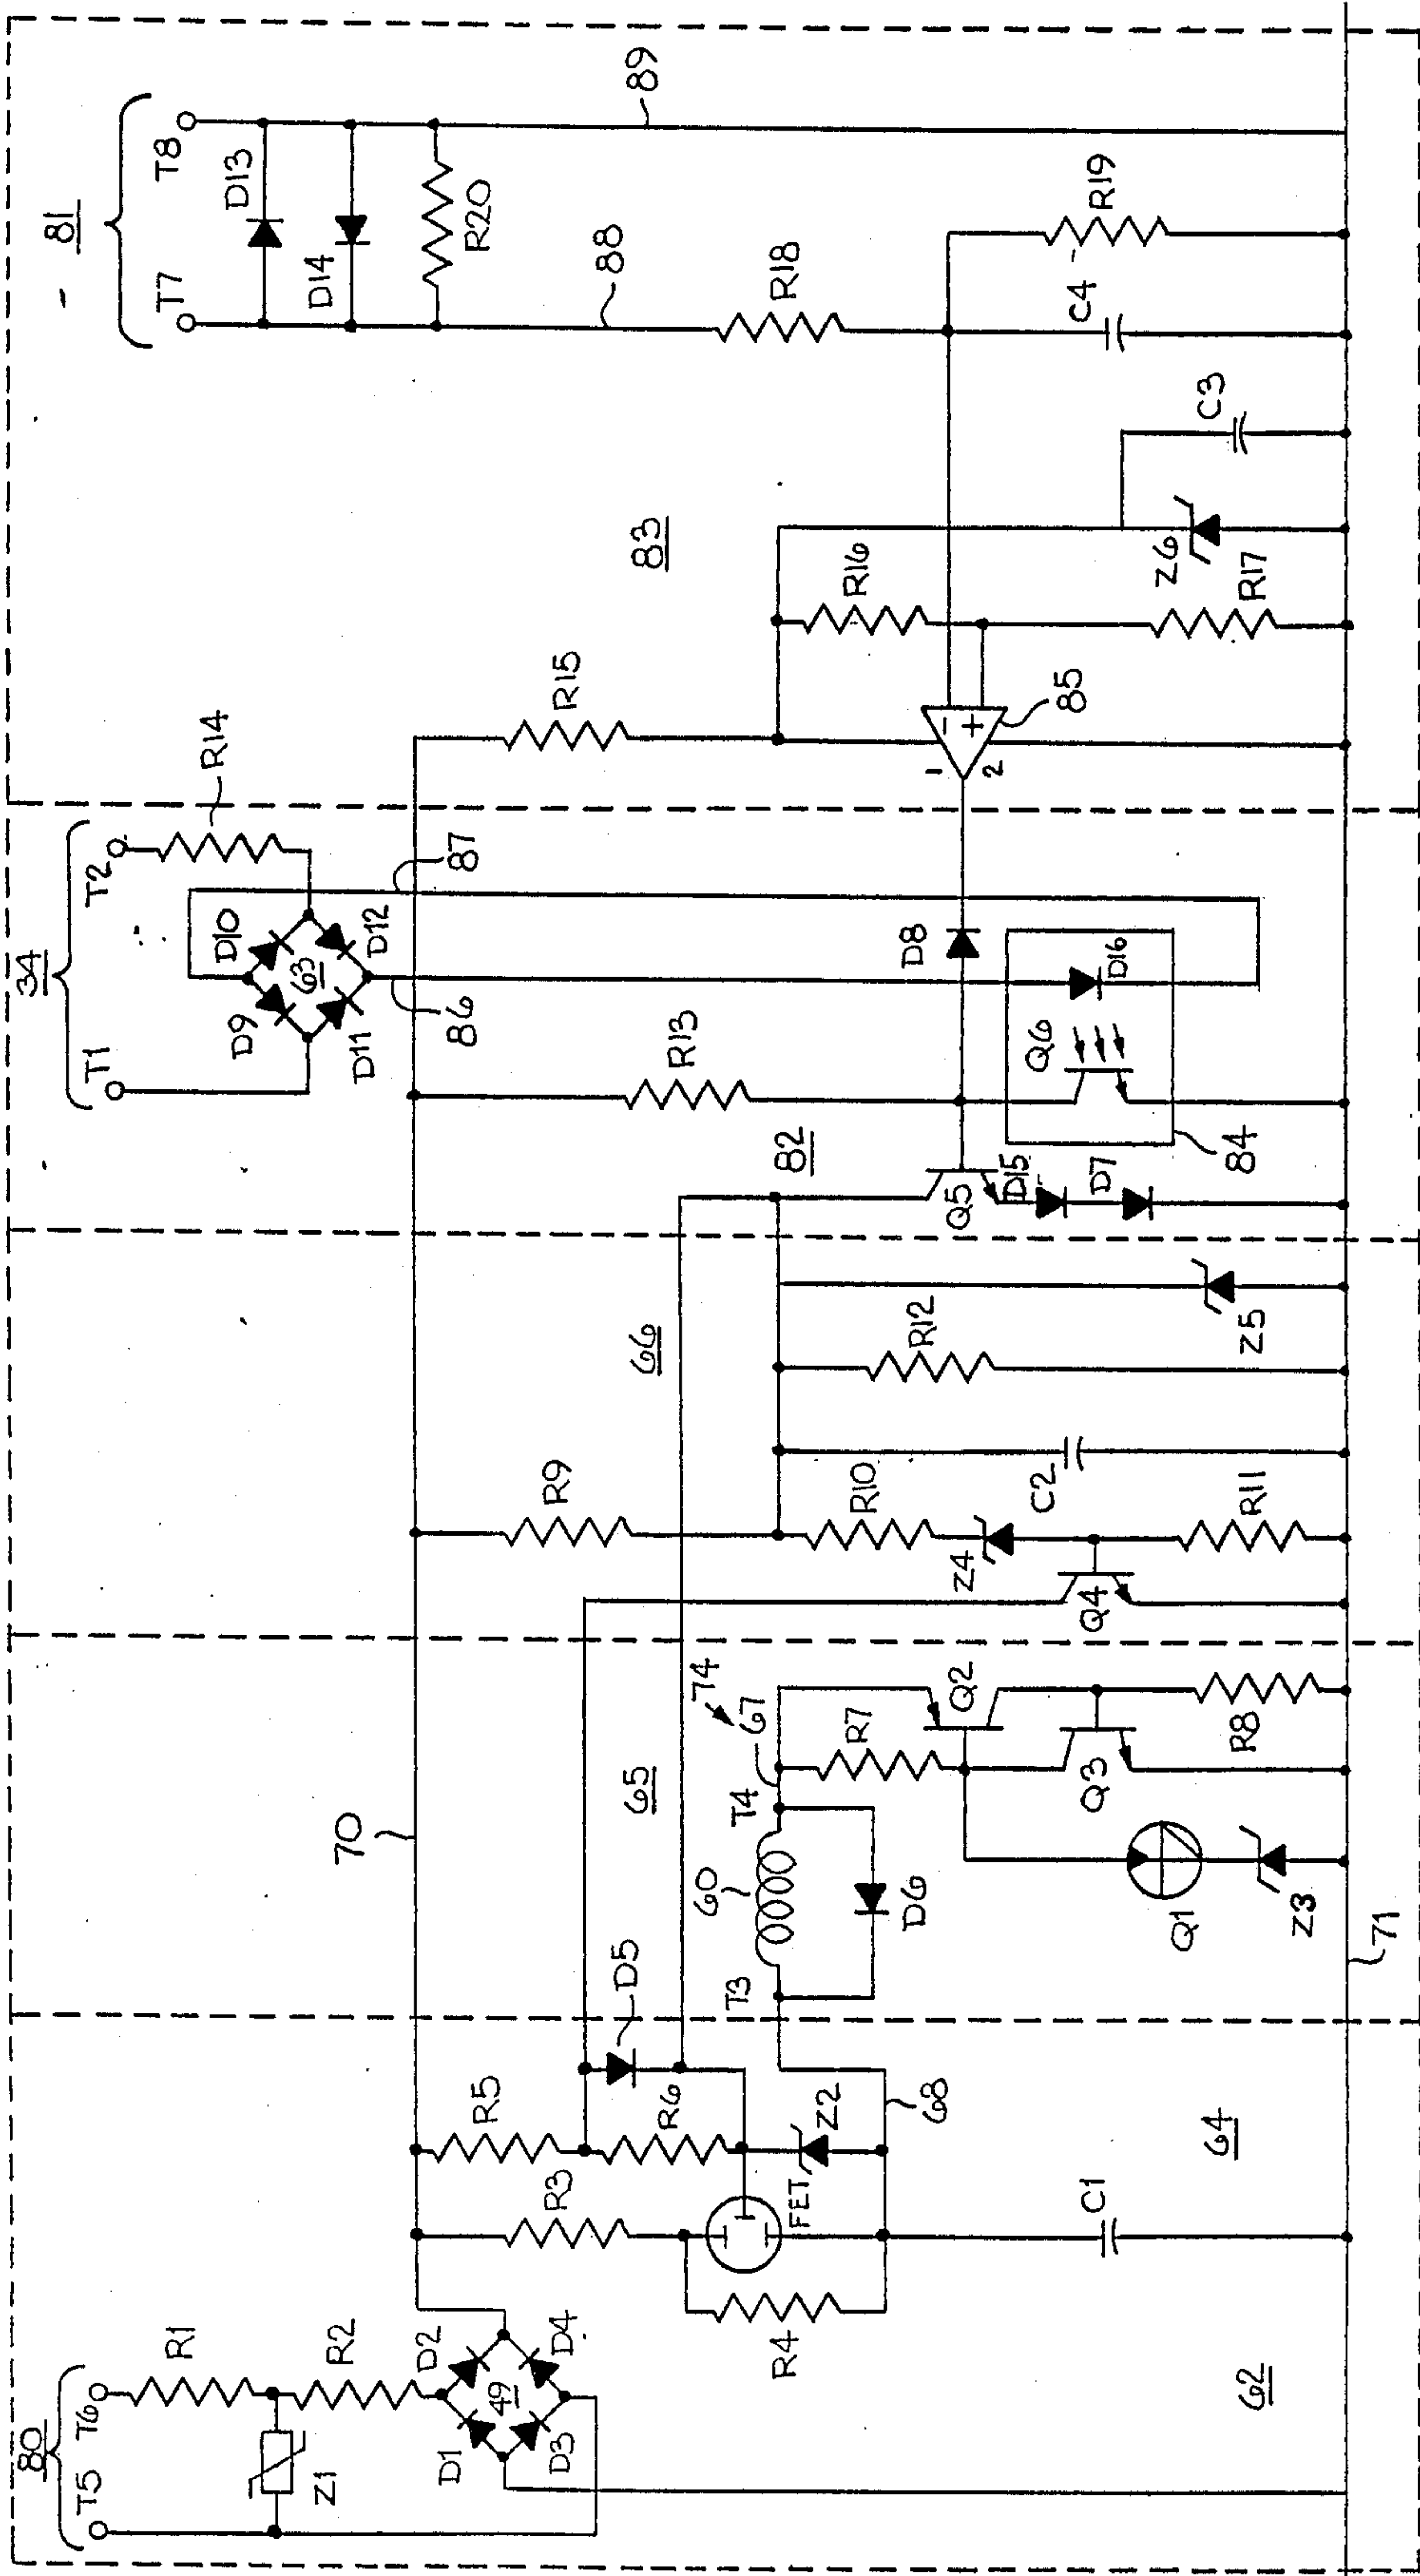 80
T5
T6
R1
Z1
R2
D1
D2
49
D3
D4
62
R3
R4
FET
C1
R5
R6
D5
Z2
68
64
70
65
60
T3
T4
D6
67
74
R7
Q2
Q3
Q1
Z3
R8
71
66
R9
R10
Z4
Q4
C2
R11
R12
Z5
34
T1
T2
R14
D9
D10
63
D11
D12
86
87
R13
82
Q5
D15
D7
D8
Q6
D16
84
R15
83
R16
-
+
1
2
85
R17
Z6
C3
C4
R18
R19
88
89
81
T7
T8
D13
D14
R20